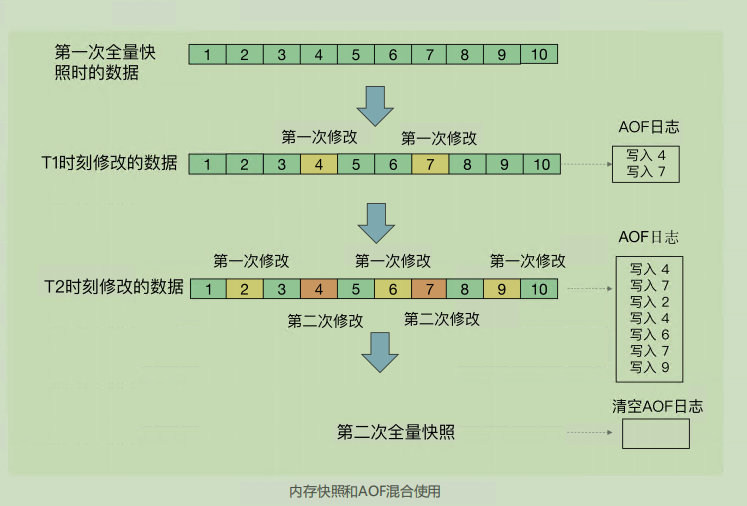 第一次全量快
照时的数据
1 2 3 4 5 6 7 8 9 10
第一次修改 第一次修改
AOF日志
T1时刻修改的数据
1 2 3 4 5 6 7 8 9 10
写入 4
写入 7
第一次修改 第一次修改 第一次修改
AOF日志
T2时刻修改的数据
1 2 3 4 5 6 7 8 9 10
第二次修改 第二次修改
写入 4
写入 7
写入 2
写入 4
写入 6
写入 7
写入 9
第二次全量快照
清空AOF日志
内存快照和AOF混合使用